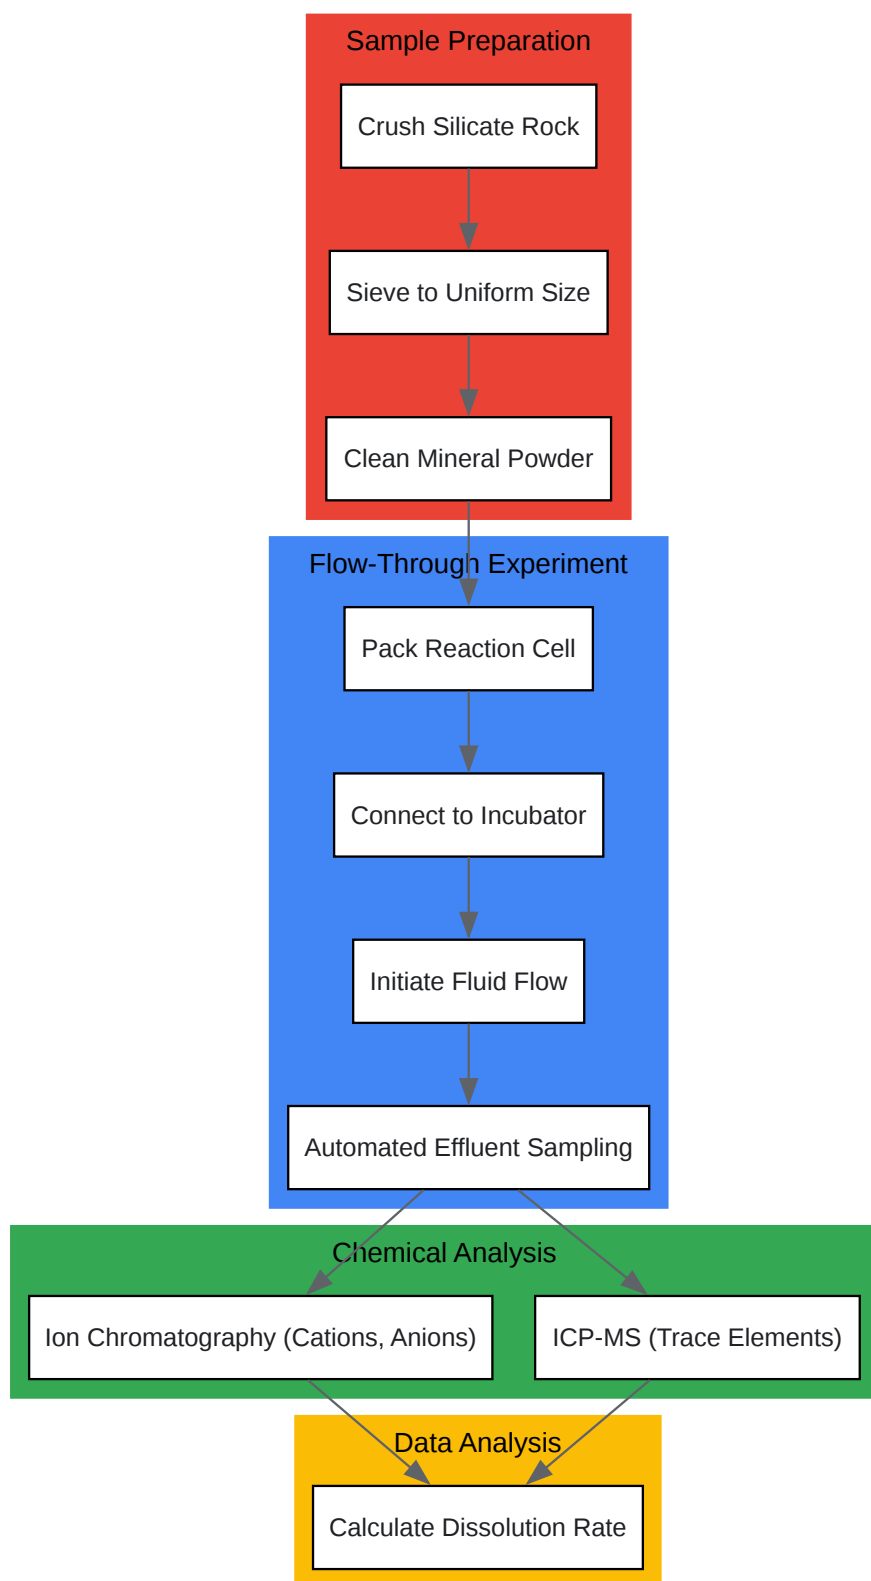 Sample Preparation
Crush Silicate Rock
Sieve to Uniform Size
Clean Mineral Powder
Flow-Through Experiment
Pack Reaction Cell
Connect to Incubator
Initiate Fluid Flow
Automated Effluent Sampling
Chemical Analysis
Ion Chromatography (Cations, Anions)
ICP-MS (Trace Elements)
Data Analysis
Calculate Dissolution Rate